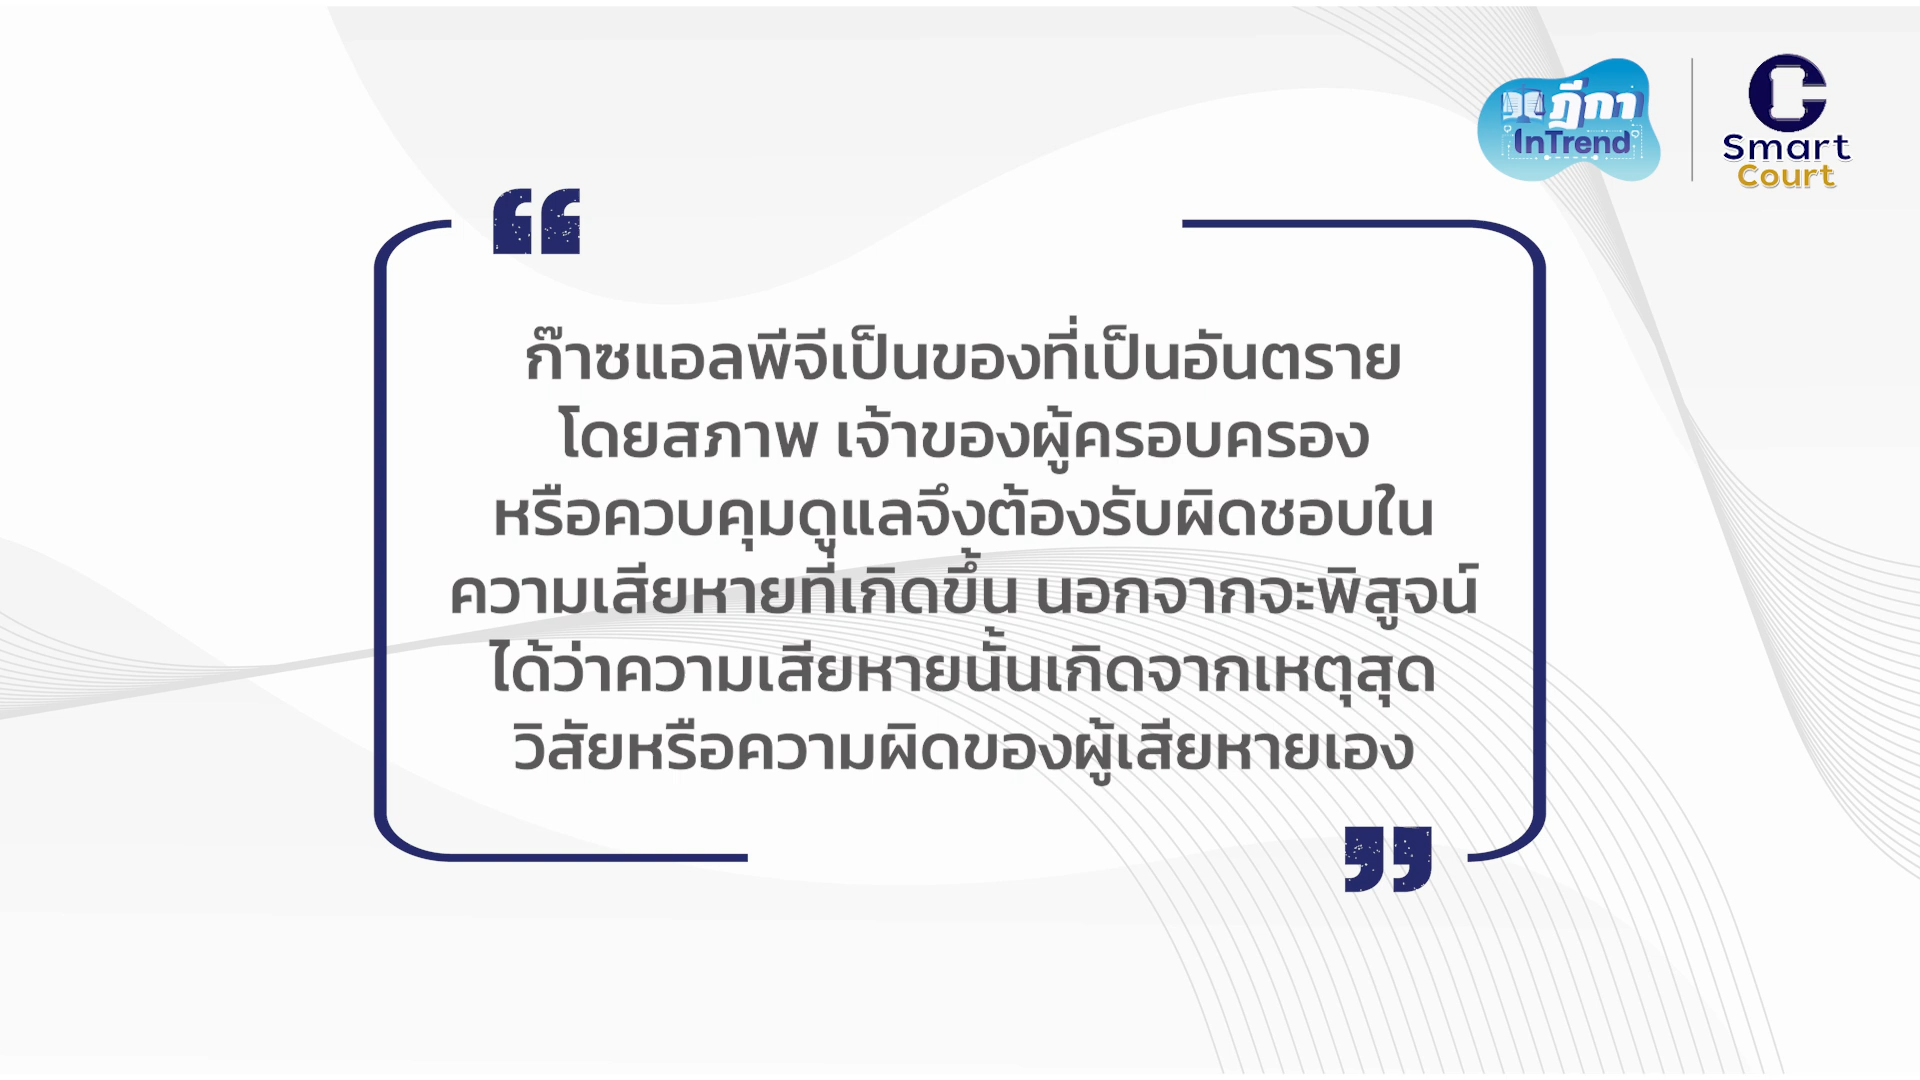 ฎีกา
InTrend
Smart
Court
ก๊าซแอลพีจีเป็นของที่เป็นอันตราย
โดยสภาพ เจ้าของผู้ครอบครอง
หรือควบคุมดูแลจึงต้องรับผิดชอบใน
ความเสียหายที่เกิดขึ้น นอกจากจะพิสูจน์
ได้ว่าความเสียหายนั้นเกิดจากเหตุสุด
วิสัยหรือความผิดของผู้เสียหายเอง